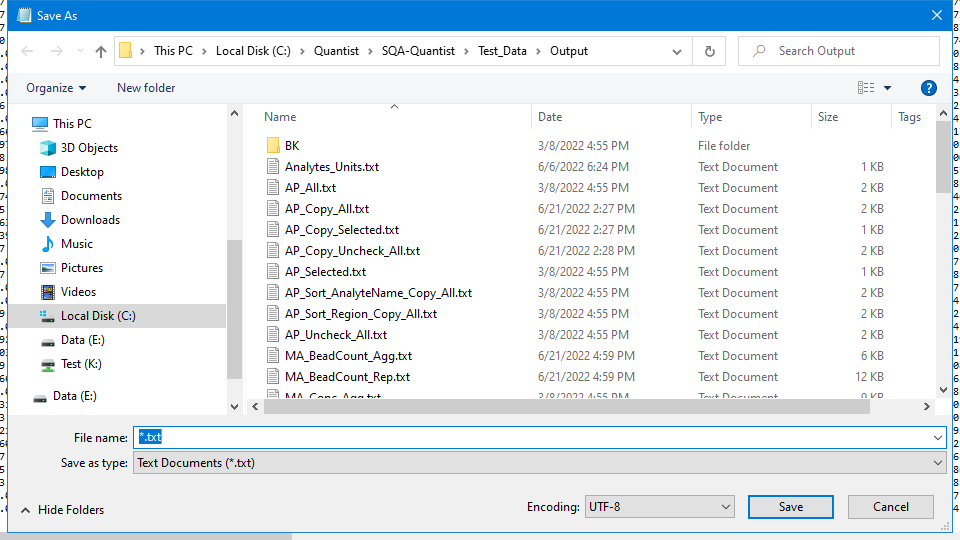 Save As
This PC > Local Disk (C:) > Quantist > SQA-Quantist > Test_Data > Output
Search Output
Organize New folder
This PC
3D Objects
Desktop
Documents
Downloads
Music
Pictures
Videos
Local Disk (C:)
Data (E:)
Test (K:)
Data (E:)
Name Date Type Size Tags
BK 3/8/2022 4:55 PM File folder
Analytes_Units.txt 6/6/2022 6:24 PM Text Document 1 KB
AP_All.txt 3/8/2022 4:55 PM Text Document 2 KB
AP_Copy_All.txt 6/21/2022 2:27 PM Text Document 2 KB
AP_Copy_Selected.txt 6/21/2022 2:27 PM Text Document 1 KB
AP_Copy_Uncheck_All.txt 6/21/2022 2:28 PM Text Document 2 KB
AP_Selected.txt 3/8/2022 4:55 PM Text Document 1 KB
AP_Sort_AnalyteName_Copy_All.txt 3/8/2022 4:55 PM Text Document 2 KB
AP_Sort_Region_Copy_All.txt 3/8/2022 4:55 PM Text Document 2 KB
AP_Uncheck_All.txt 3/8/2022 4:55 PM Text Document 2 KB
MA_BeadCount_Agg.txt 6/21/2022 4:59 PM Text Document 6 KB
MA_BeadCount_Rep.txt 6/21/2022 4:59 PM Text Document 12 KB
MA_Conc_Agg.txt 3/8/2022 4:55 PM Text Document 9 KB
File name: *.txt
Save as type: Text Documents (*.txt)
Hide Folders
Encoding: UTF-8 Save Cancel